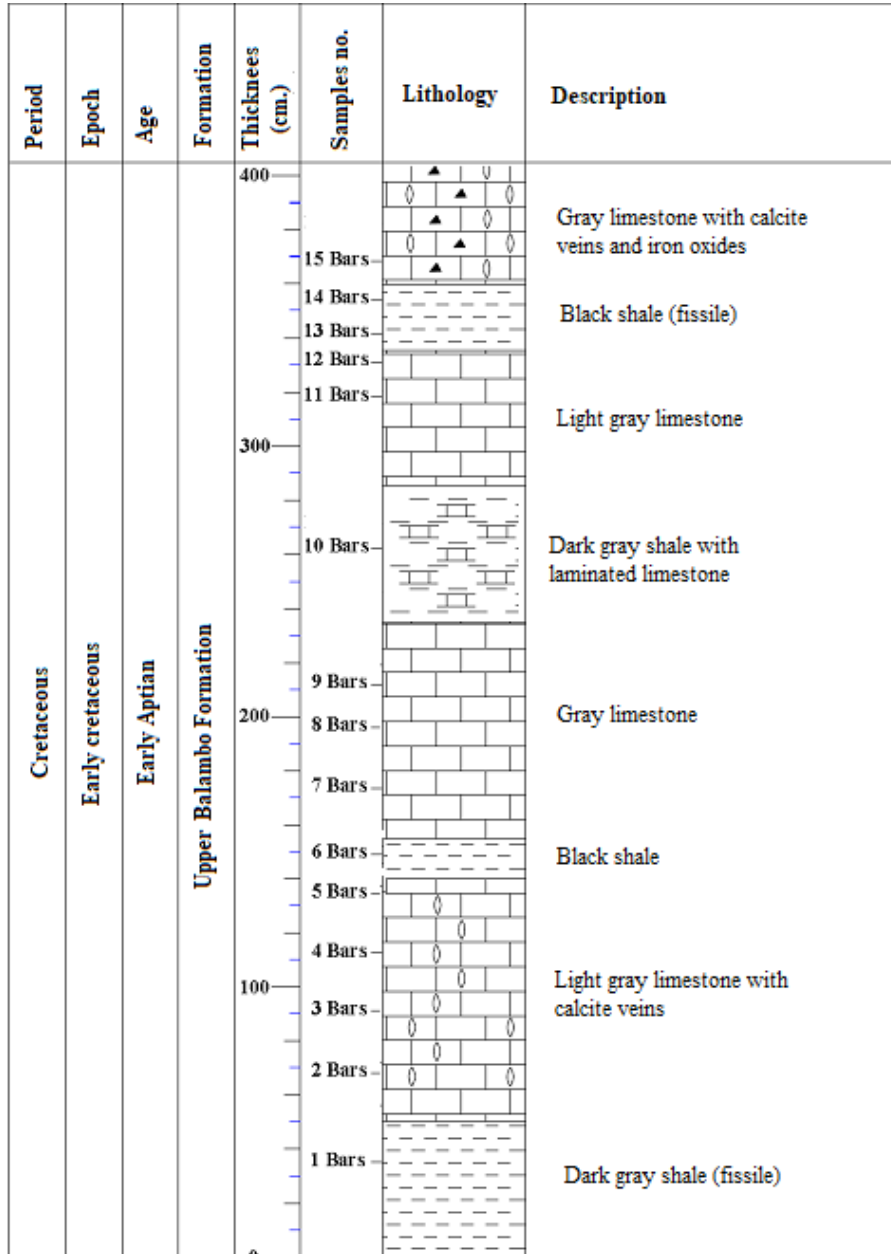 Period
Epoch
Age
Formation
Thicknees
(cm.)
Samples no.
Lithology
Description
400
Gray limestone with calcite
veins and iron oxides
15 Bars
14 Bars
Black shale (fissile)
13 Bars
12 Bars
11 Bars
Light gray limestone
300
10 Bars
Dark gray shale with
laminated limestone
9 Bars
200
Gray limestone
8 Bars
7 Bars
6 Bars
Black shale
5 Bars
4 Bars
100
Light gray limestone with
calcite veins
3 Bars
2 Bars
1 Bars
Dark gray shale (fissile)
0
Cretaceous
Early cretaceous
Early Aptian
Upper Balambo Formation